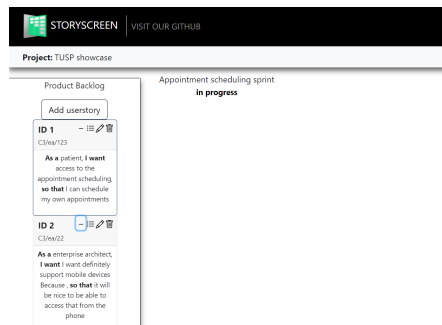 STORYSCREEN VISIT OUR GITHUB
Project: TUSP showcase
Product Backlog
Appointment scheduling sprint
in progress
Add userstory
ID 1
C3/ea/123
As a patient, I want
access to the
appointment scheduling,
so that I can schedule
my own appointments
ID 2
C3/ea/22
As a enterprise architect,
I want I want definitely
support mobile devices
Because , so that it will
be nice to be able to
access that from the
phone